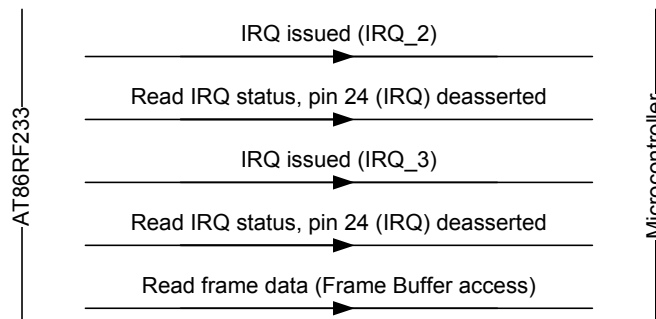 AT86RF233
IRQ issued (IRQ_2)
Read IRQ status, pin 24 (IRQ) deasserted
IRQ issued (IRQ_3)
Read IRQ status, pin 24 (IRQ) deasserted
Read frame data (Frame Buffer access)
Microcontroller